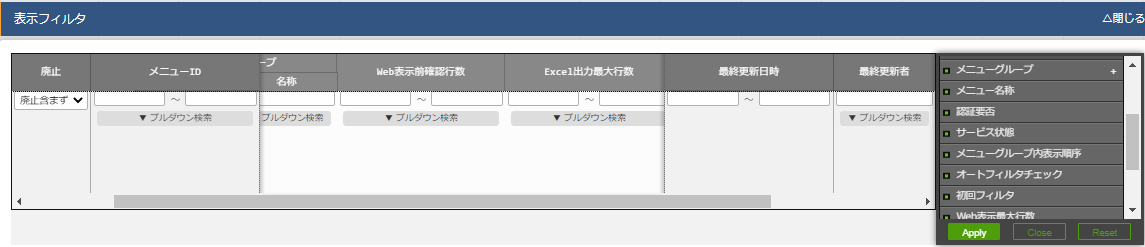 表示フィルタ
△閉じる
廃止
メニューID
ープ
名称
Web表示前確認行数
Excel出力最大行数
最終更新日時
最終更新者
廃止含まず
～
～
～
～
▼ プルダウン検索
プルダウン検索
▼ プルダウン検索
▼ プルダウン検索
▼ プルダウン検索
メニューグループ +
メニュー名称
認証要否
サービス状態
メニューグループ内表示順序
オートフィルタチェック
初回フィルタ
Web表示最大行数
Apply
Close
Reset